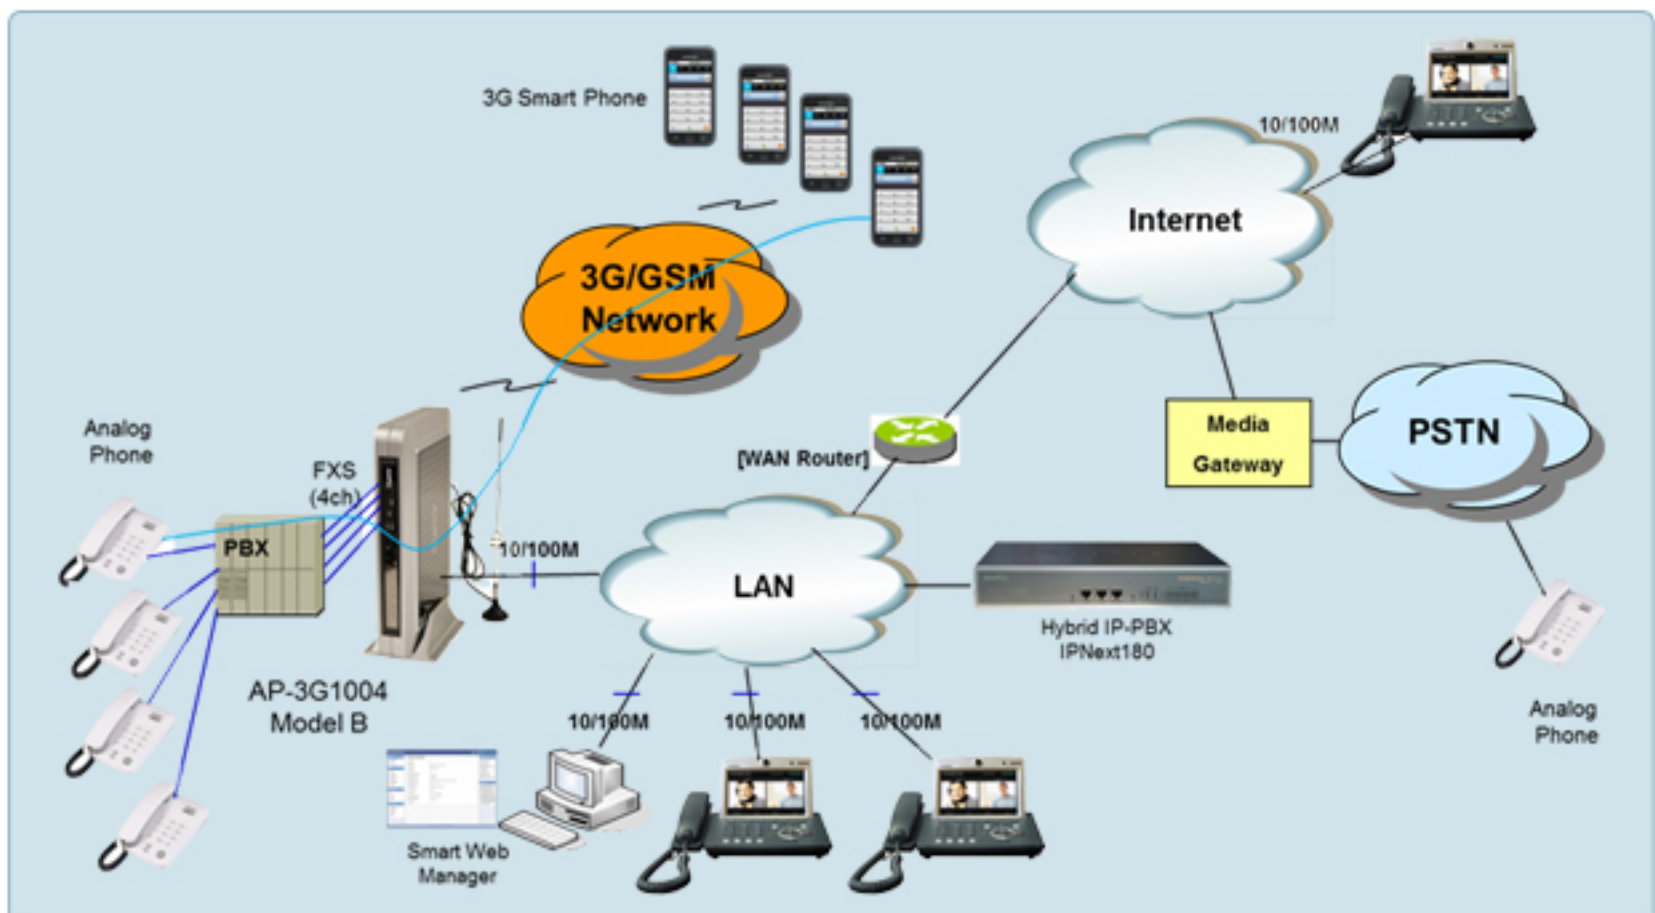 3G Smart Phone
10/100M
Internet
3G/GSM
Network
Analog
Phone
FXS
(4ch)
[WAN Router]
Media
Gateway
PSTN
PBX
10/100M
LAN
Hybrid IP-PBX
IPNext180
AP-3G1004
Model B
10/100M
10/100M
10/100M
Analog
Phone
Smart Web
Manager